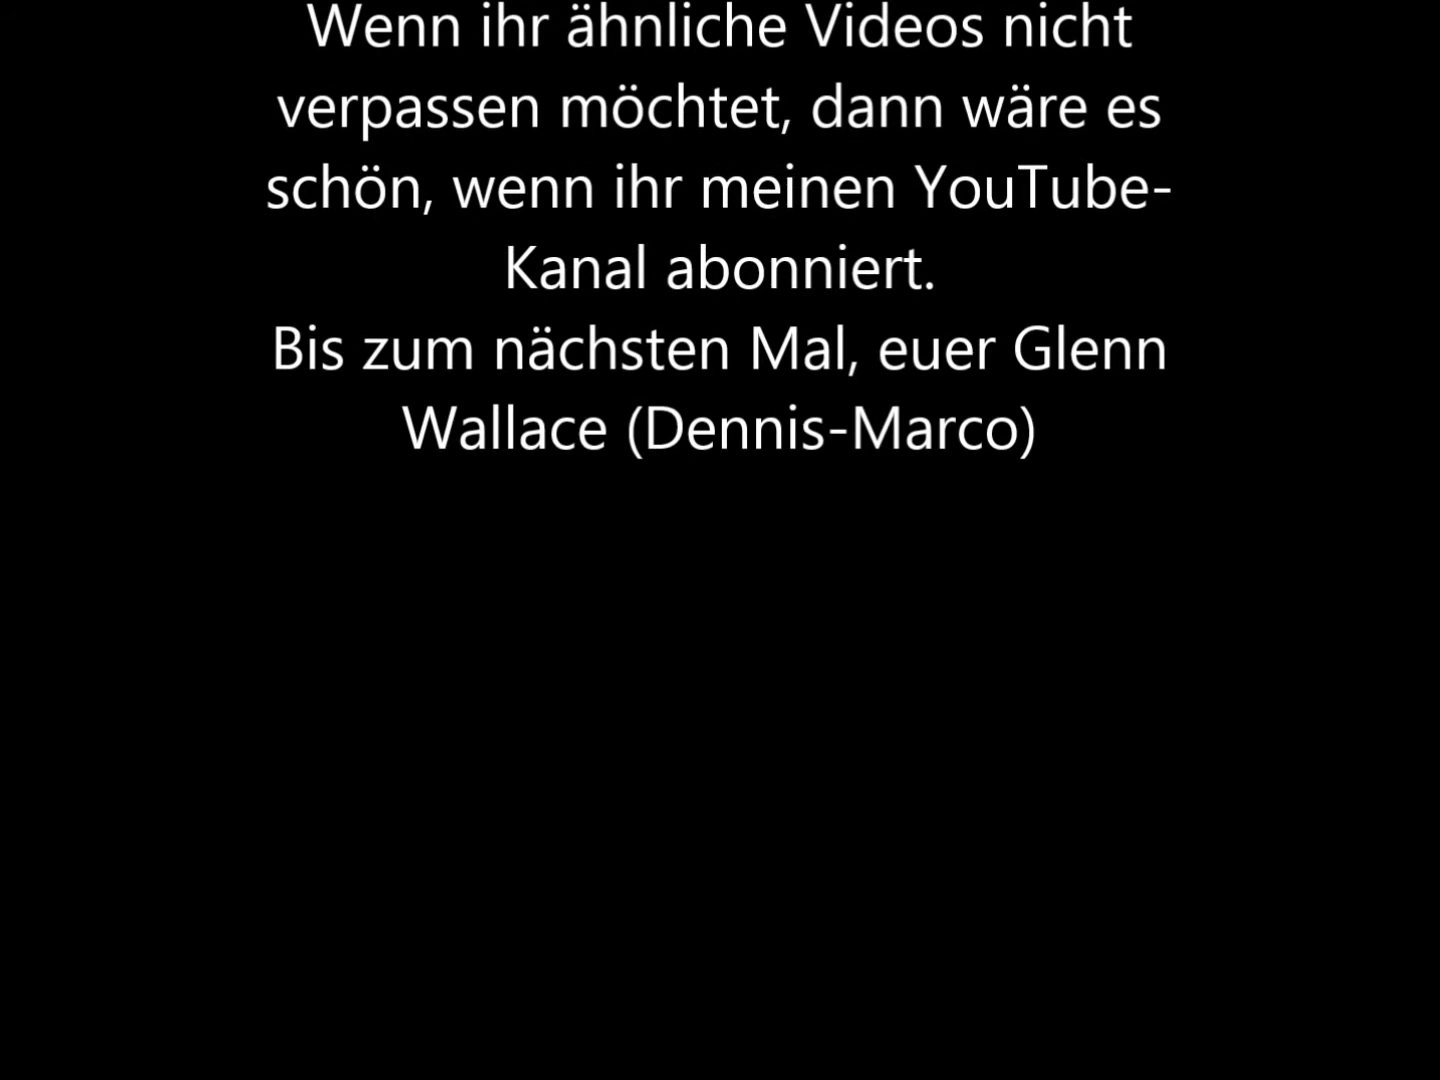 Wenn ihr ähnliche Videos nicht
verpassen möchtet, dann wäre es
schön, wenn ihr meinen YouTube-
Kanal abonniert.
Bis zum nächsten Mal, euer Glenn
Wallace (Dennis-Marco)